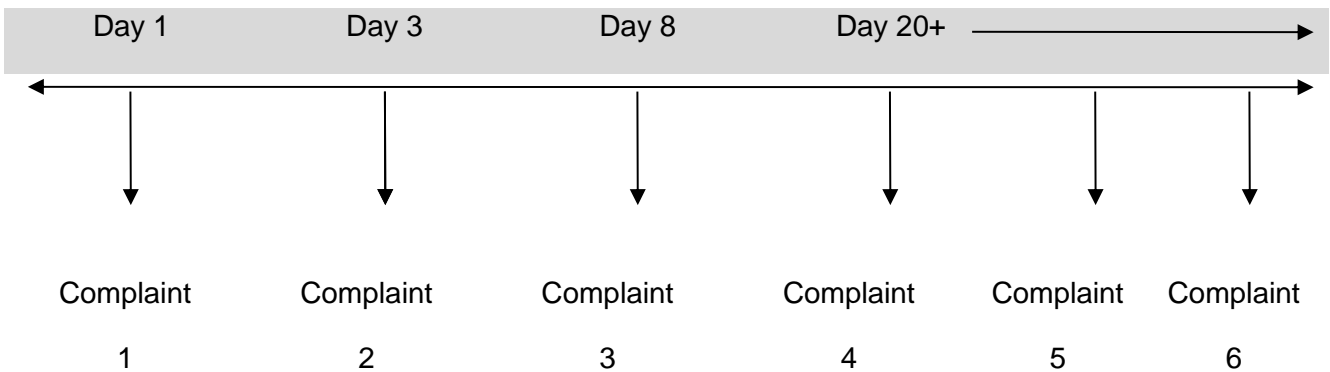 Day 1 Day 3 Day 8 Day 20+
Complaint Complaint Complaint Complaint Complaint Complaint
1 2 3 4 5 6